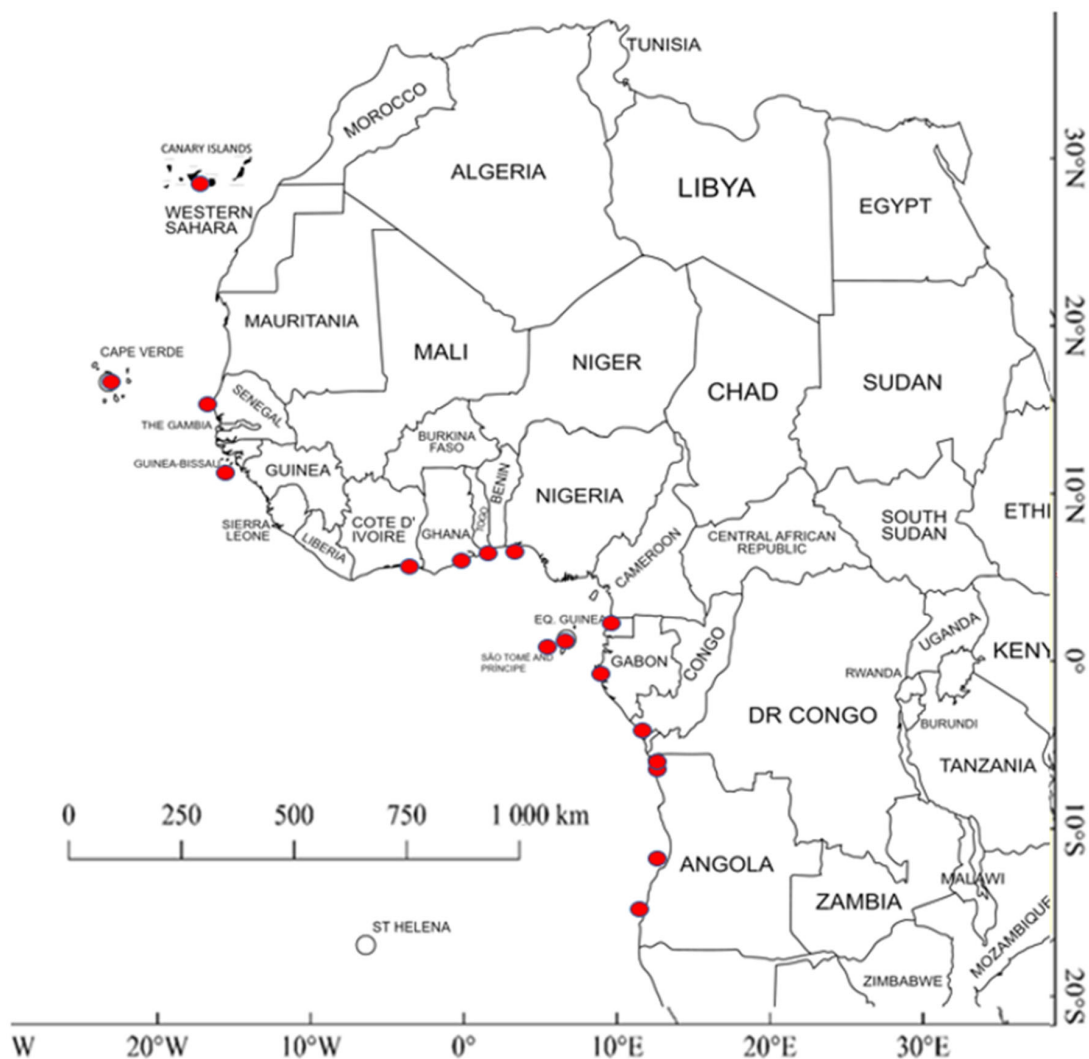 TUNISIA
MOROCCO
30°N
CANARY ISLANDS
ALGERIA
LIBYA
EGYPT
WESTERN
SAHARA
MAURITANIA
20°N
CAPE VERDE
MALI
NIGER
CHAD
SUDAN
SENEGAL
THE GAMBIA
BURKINA
FASO
GUINEA-BISSAU
GUINEA
BENIN
NIGERIA
10°N
ETHI
TOGO
SIERRA
LEONE
LIBERIA
COTE D'
IVOIRE
GHANA
CENTRAL AFRICAN
REPUBLIC
SOUTH
SUDAN
CAMEROON
EQ. GUINEA
UGANDA
KENY
SÃO TOMÉ AND
PRÍNCIPE
GABON
CONGO
0°
RWANDA
DR CONGO
BURUNDI
TANZANIA
0 250 500 750 1 000 km
10°S
ANGOLA
MALAWI
ZAMBIA
ST HELENA
MOZAMBIQUE
ZIMBABWE
20°S
W 20°W 10°W 0° 10°E 20°E 30°E